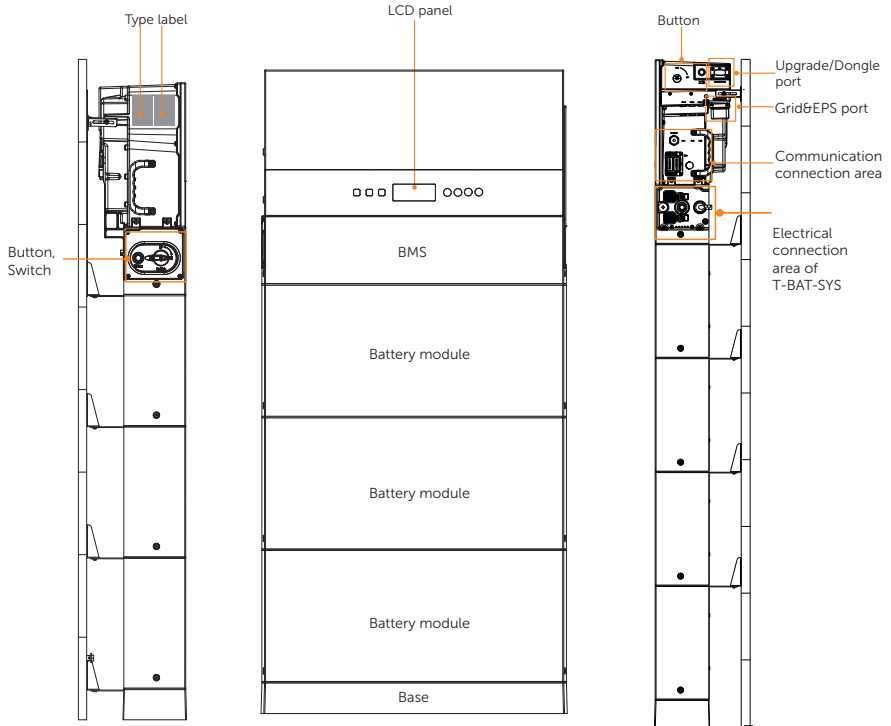 Type label
LCD panel
Button
Upgrade/Dongle
port
Grid&EPS port
Communication
connection area
Electrical
connection
area of
T-BAT-SYS
Button,
Switch
BMS
Battery module
Battery module
Battery module
Base